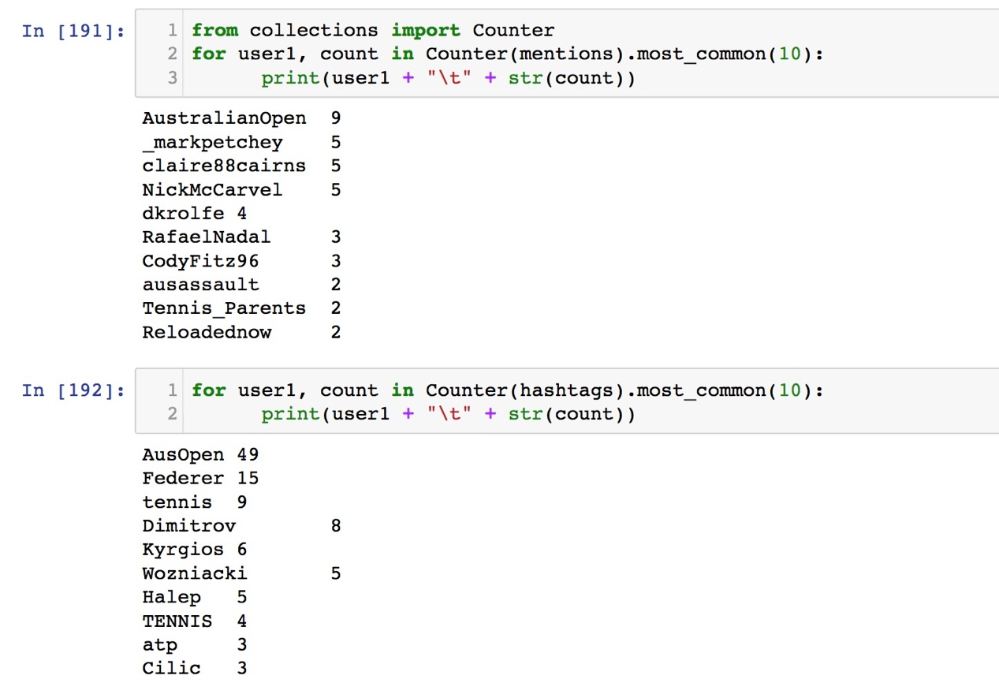 In [191]:
1 from collections import Counter
2 for user1, count in Counter(mentions).most_common(10):
3 print(user1 + "\t" + str(count))
AustralianOpen 9
_markpetchey 5
claire88cairns 5
NickMcCarvel 5
dkrolfe 4
RafaelNadal 3
CodyFitz96 3
ausassault 2
Tennis_Parents 2
Reloadednow 2
In [192]:
1 for user1, count in Counter(hashtags).most_common(10):
2 print(user1 + "\t" + str(count))
AusOpen 49
Federer 15
tennis 9
Dimitrov 8
Kyrgios 6
Wozniacki 5
Halep 5
TENNIS 4
atp 3
Cilic 3